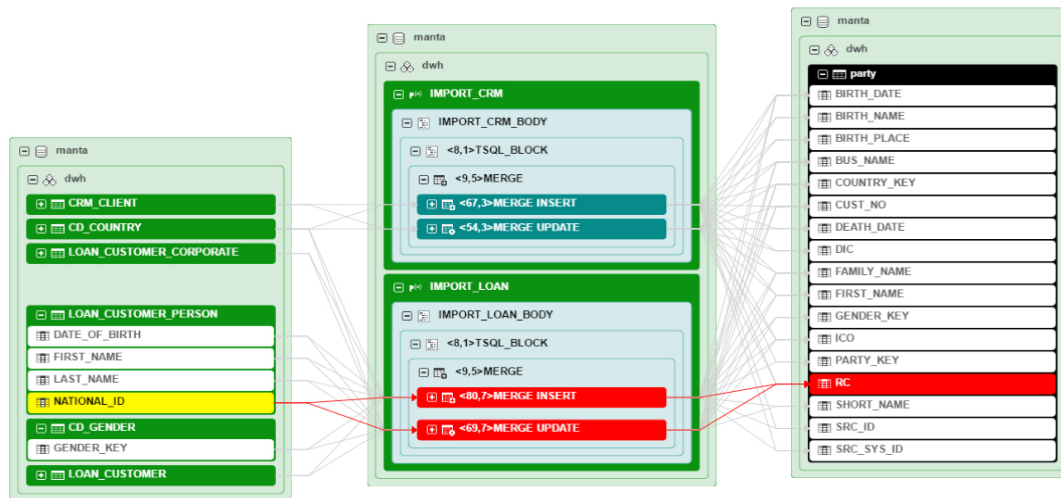 manta
dwh
CRM_CLIENT
CD_COUNTRY
LOAN_CUSTOMER_CORPORATE
LOAN_CUSTOMER_PERSON
DATE_OF_BIRTH
FIRST_NAME
LAST_NAME
NATIONAL_ID
CD_GENDER
GENDER_KEY
LOAN_CUSTOMER
manta
dwh
IMPORT_CRM
IMPORT_CRM_BODY
<8,1>TSQL_BLOCK
<9,5>MERGE
<67,3>MERGE INSERT
<54,3>MERGE UPDATE
IMPORT_LOAN
IMPORT_LOAN_BODY
<8,1>TSQL_BLOCK
<9,5>MERGE
<80,7>MERGE INSERT
<69,7>MERGE UPDATE
manta
dwh
party
BIRTH_DATE
BIRTH_NAME
BIRTH_PLACE
BUS_NAME
COUNTRY_KEY
CUST_NO
DEATH_DATE
DIC
FAMILY_NAME
FIRST_NAME
GENDER_KEY
ICO
PARTY_KEY
RC
SHORT_NAME
SRC_ID
SRC_SYS_ID